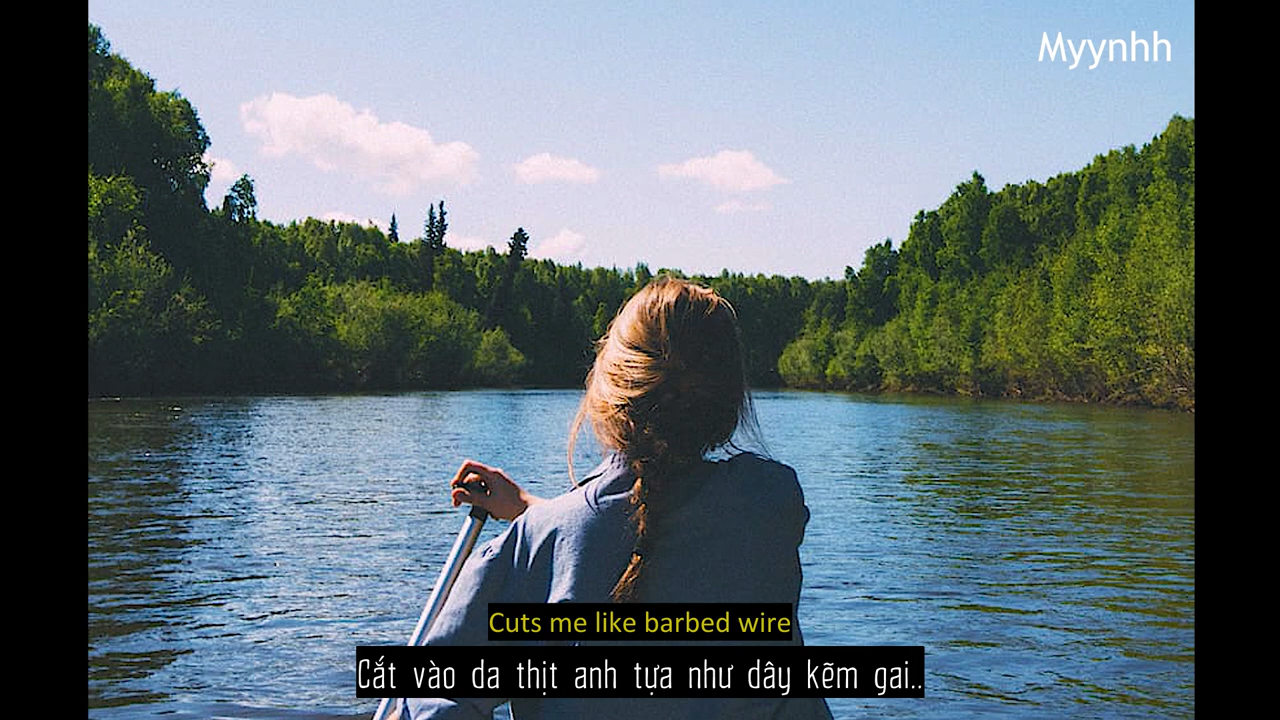 Myynhh
Cuts me like barbed wire
Cắt vào da thịt anh tựa như dây kẽm gai..